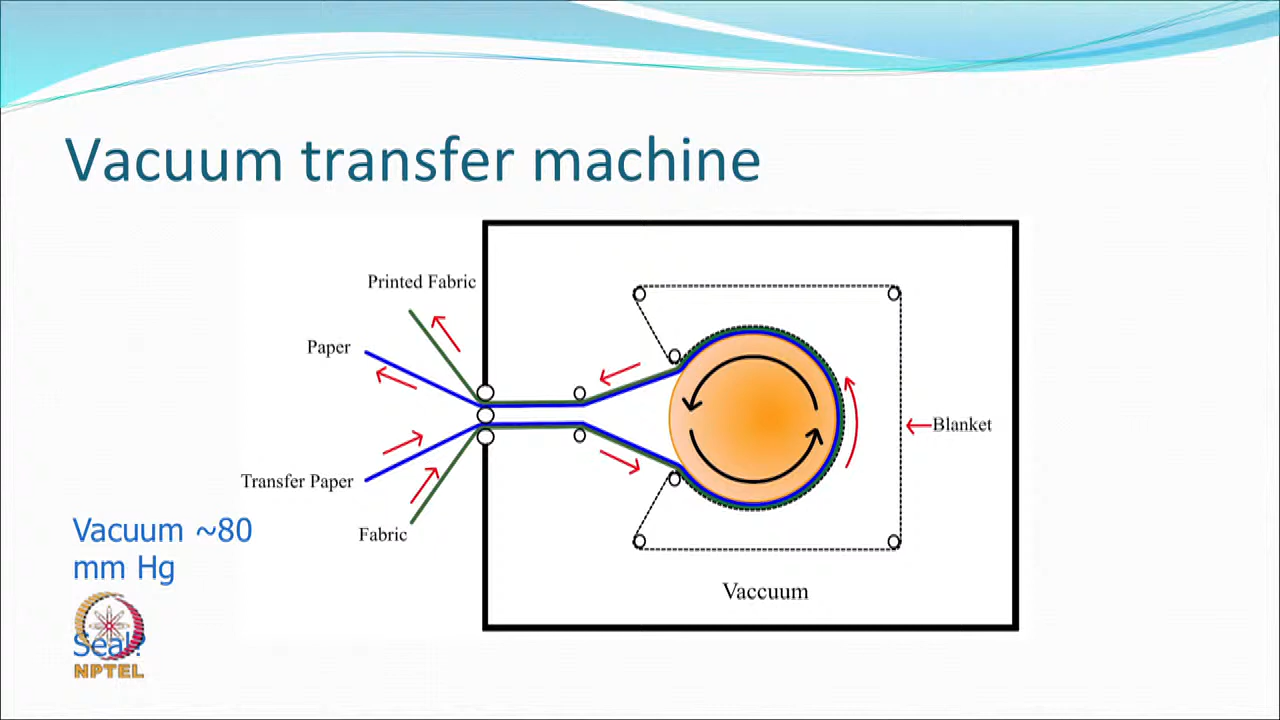 Vacuum transfer machine
Printed Fabric
Paper
Transfer Paper
Fabric
Blanket
Vaccuum
Vacuum ~80
mm Hg
Seal?
NPTEL